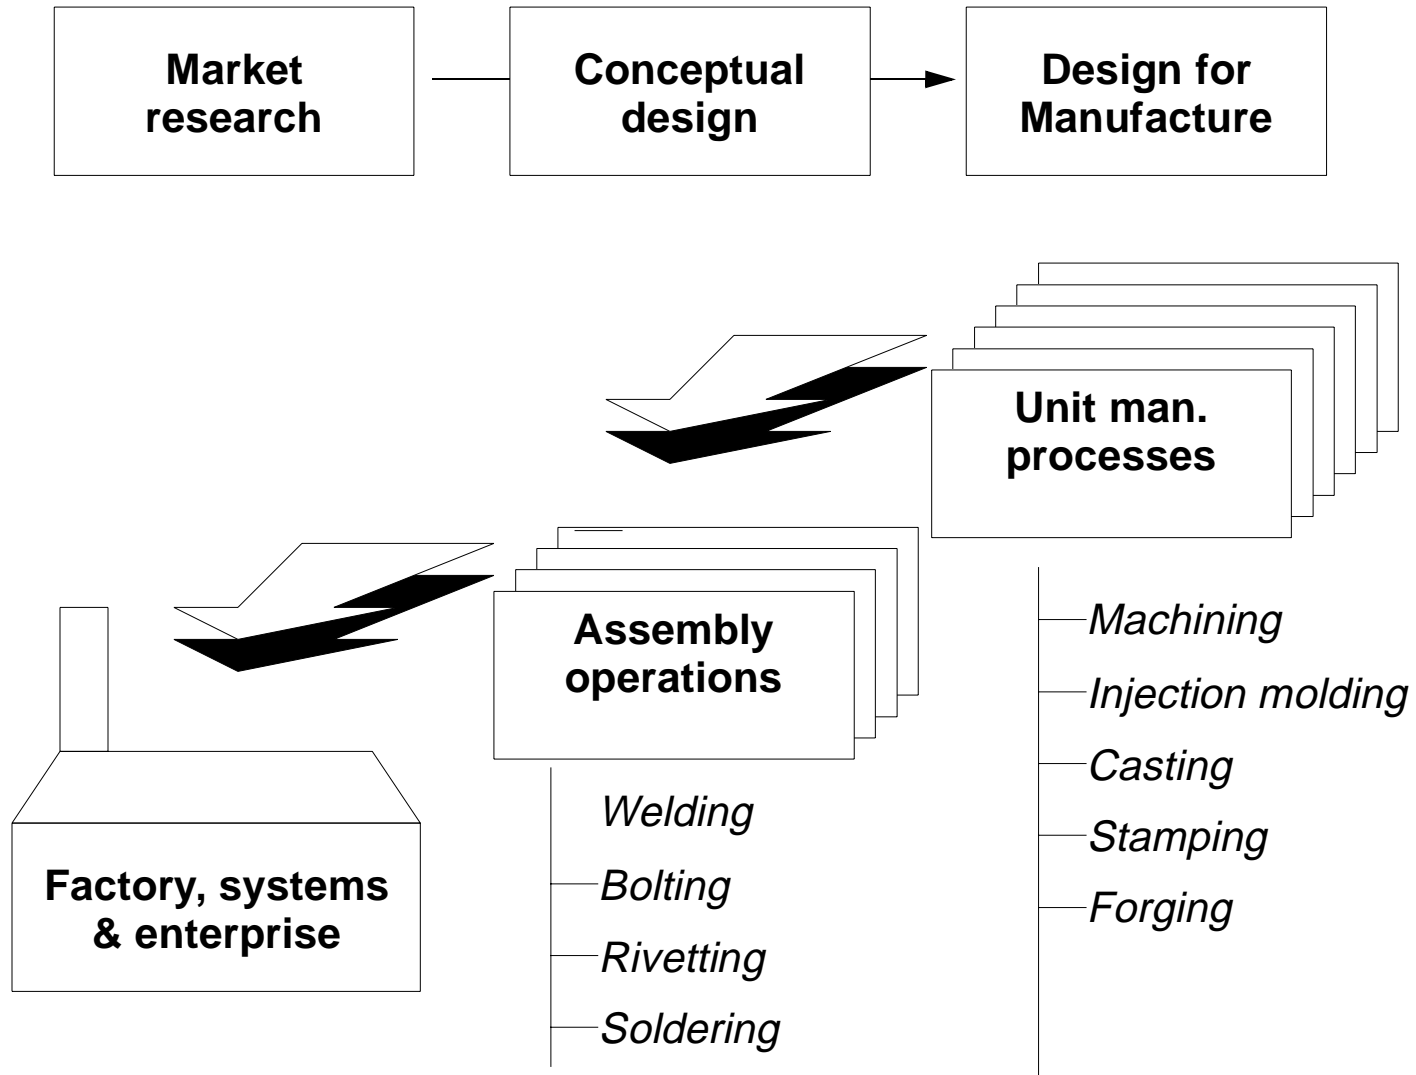 Market
research
Conceptual
design
Design for
Manufacture
Unit man.
processes
Machining
Injection molding
Casting
Stamping
Forging
Assembly
operations
Welding
Bolting
Rivetting
Soldering
Factory, systems
& enterprise